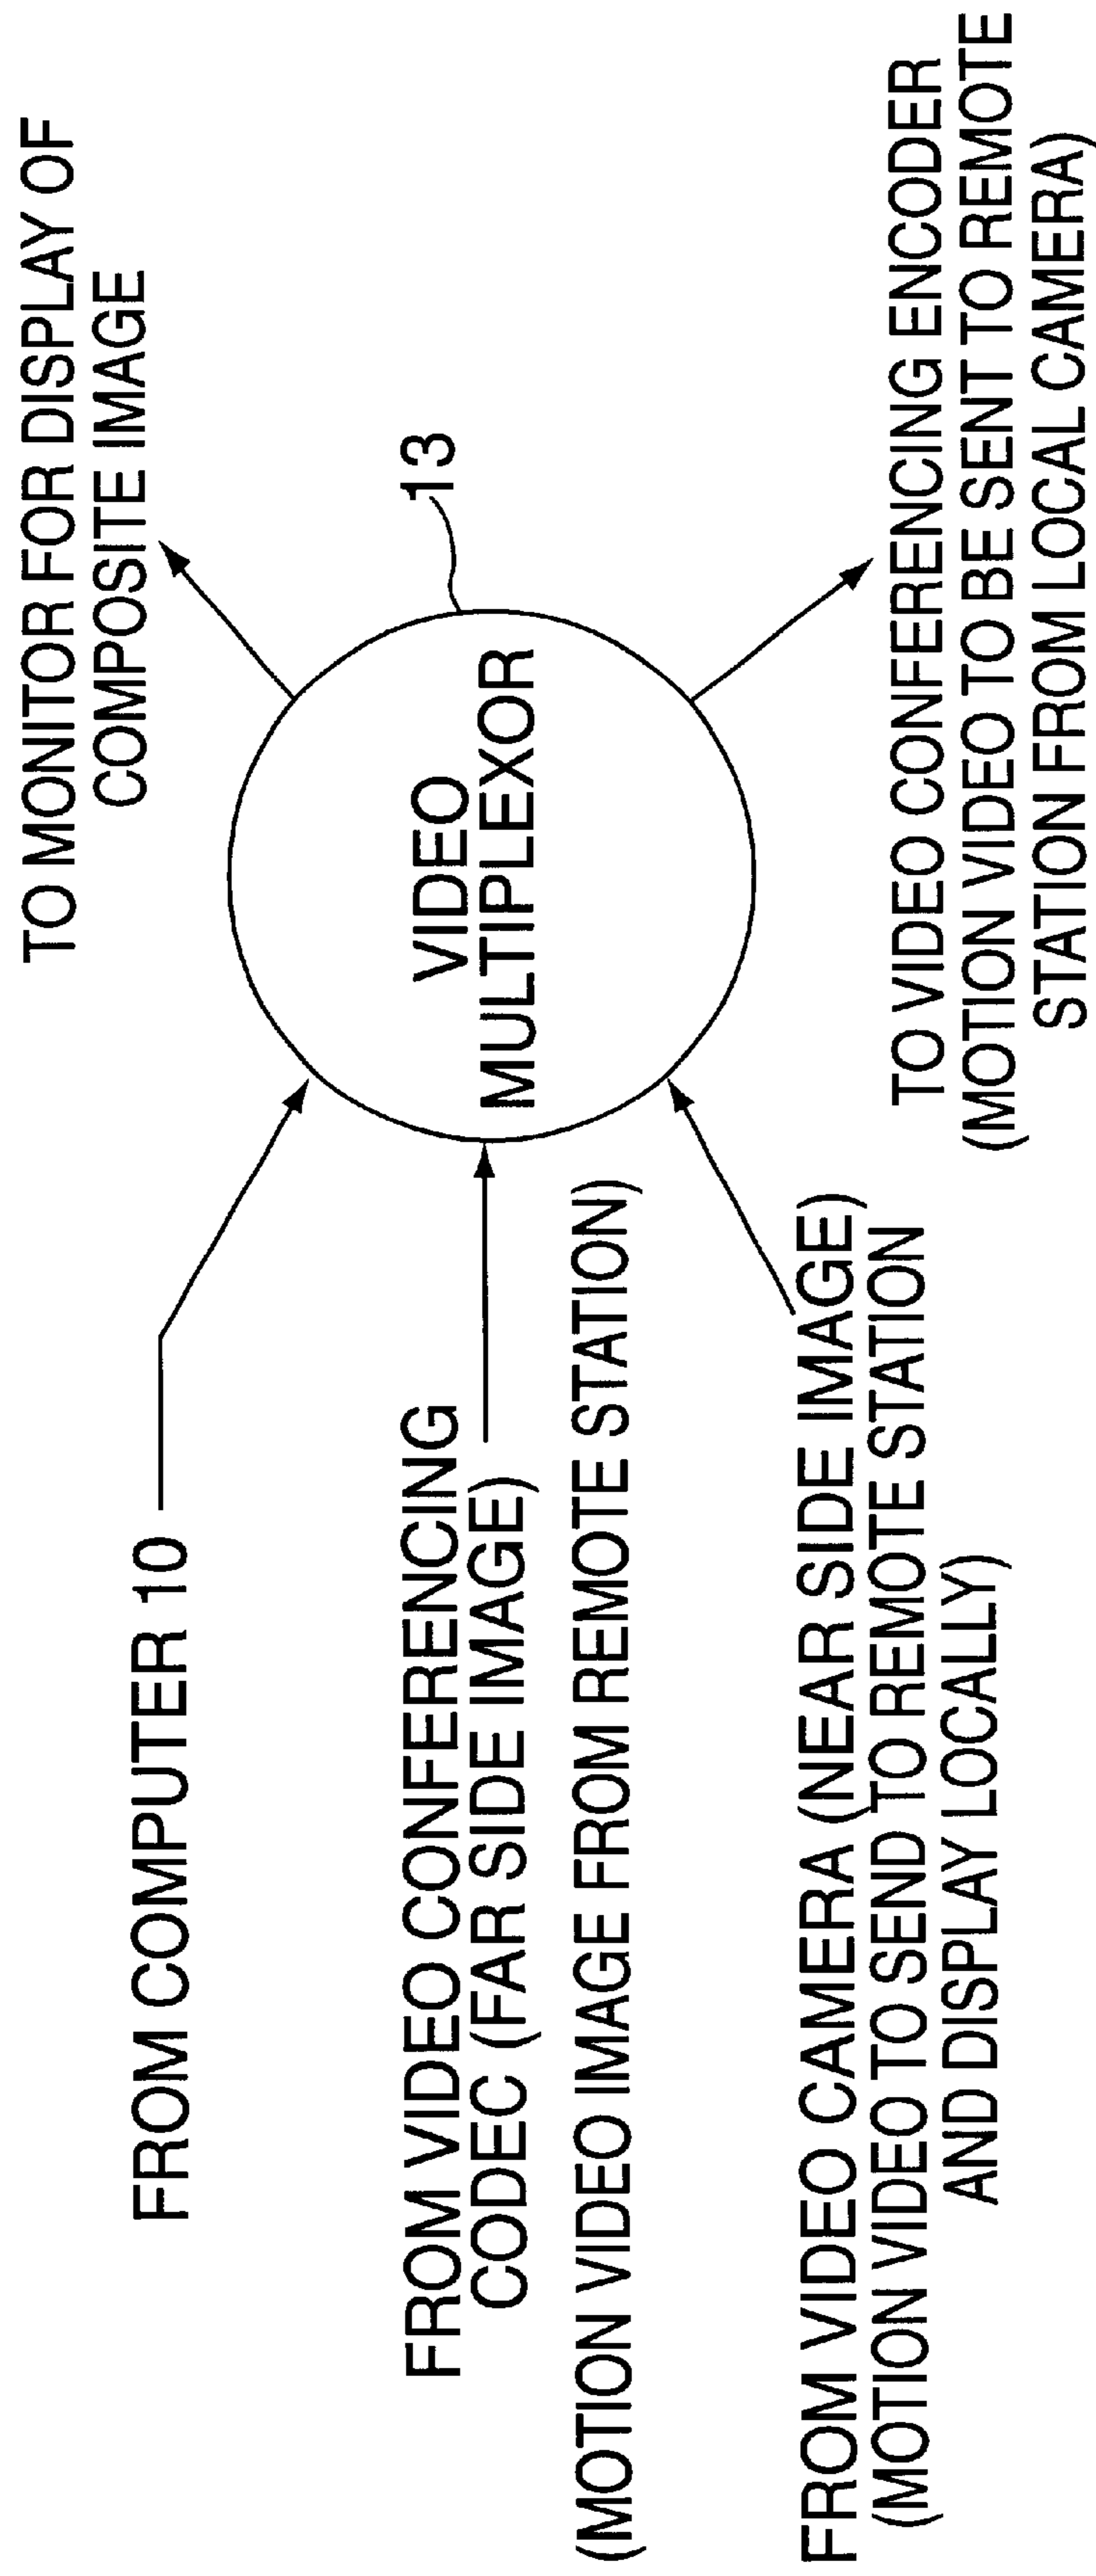 FROM COMPUTER 10
FROM VIDEO CONFERENCING
CODEC (FAR SIDE IMAGE)
(MOTION VIDEO IMAGE FROM REMOTE STATION)
FROM VIDEO CAMERA (NEAR SIDE IMAGE)
(MOTION VIDEO TO SEND TO REMOTE STATION
AND DISPLAY LOCALLY)
VIDEO
MULTIPLEXOR
13
TO MONITOR FOR DISPLAY OF
COMPOSITE IMAGE
TO VIDEO CONFERENCING ENCODER
(MOTION VIDEO TO BE SENT TO REMOTE
STATION FROM LOCAL CAMERA)